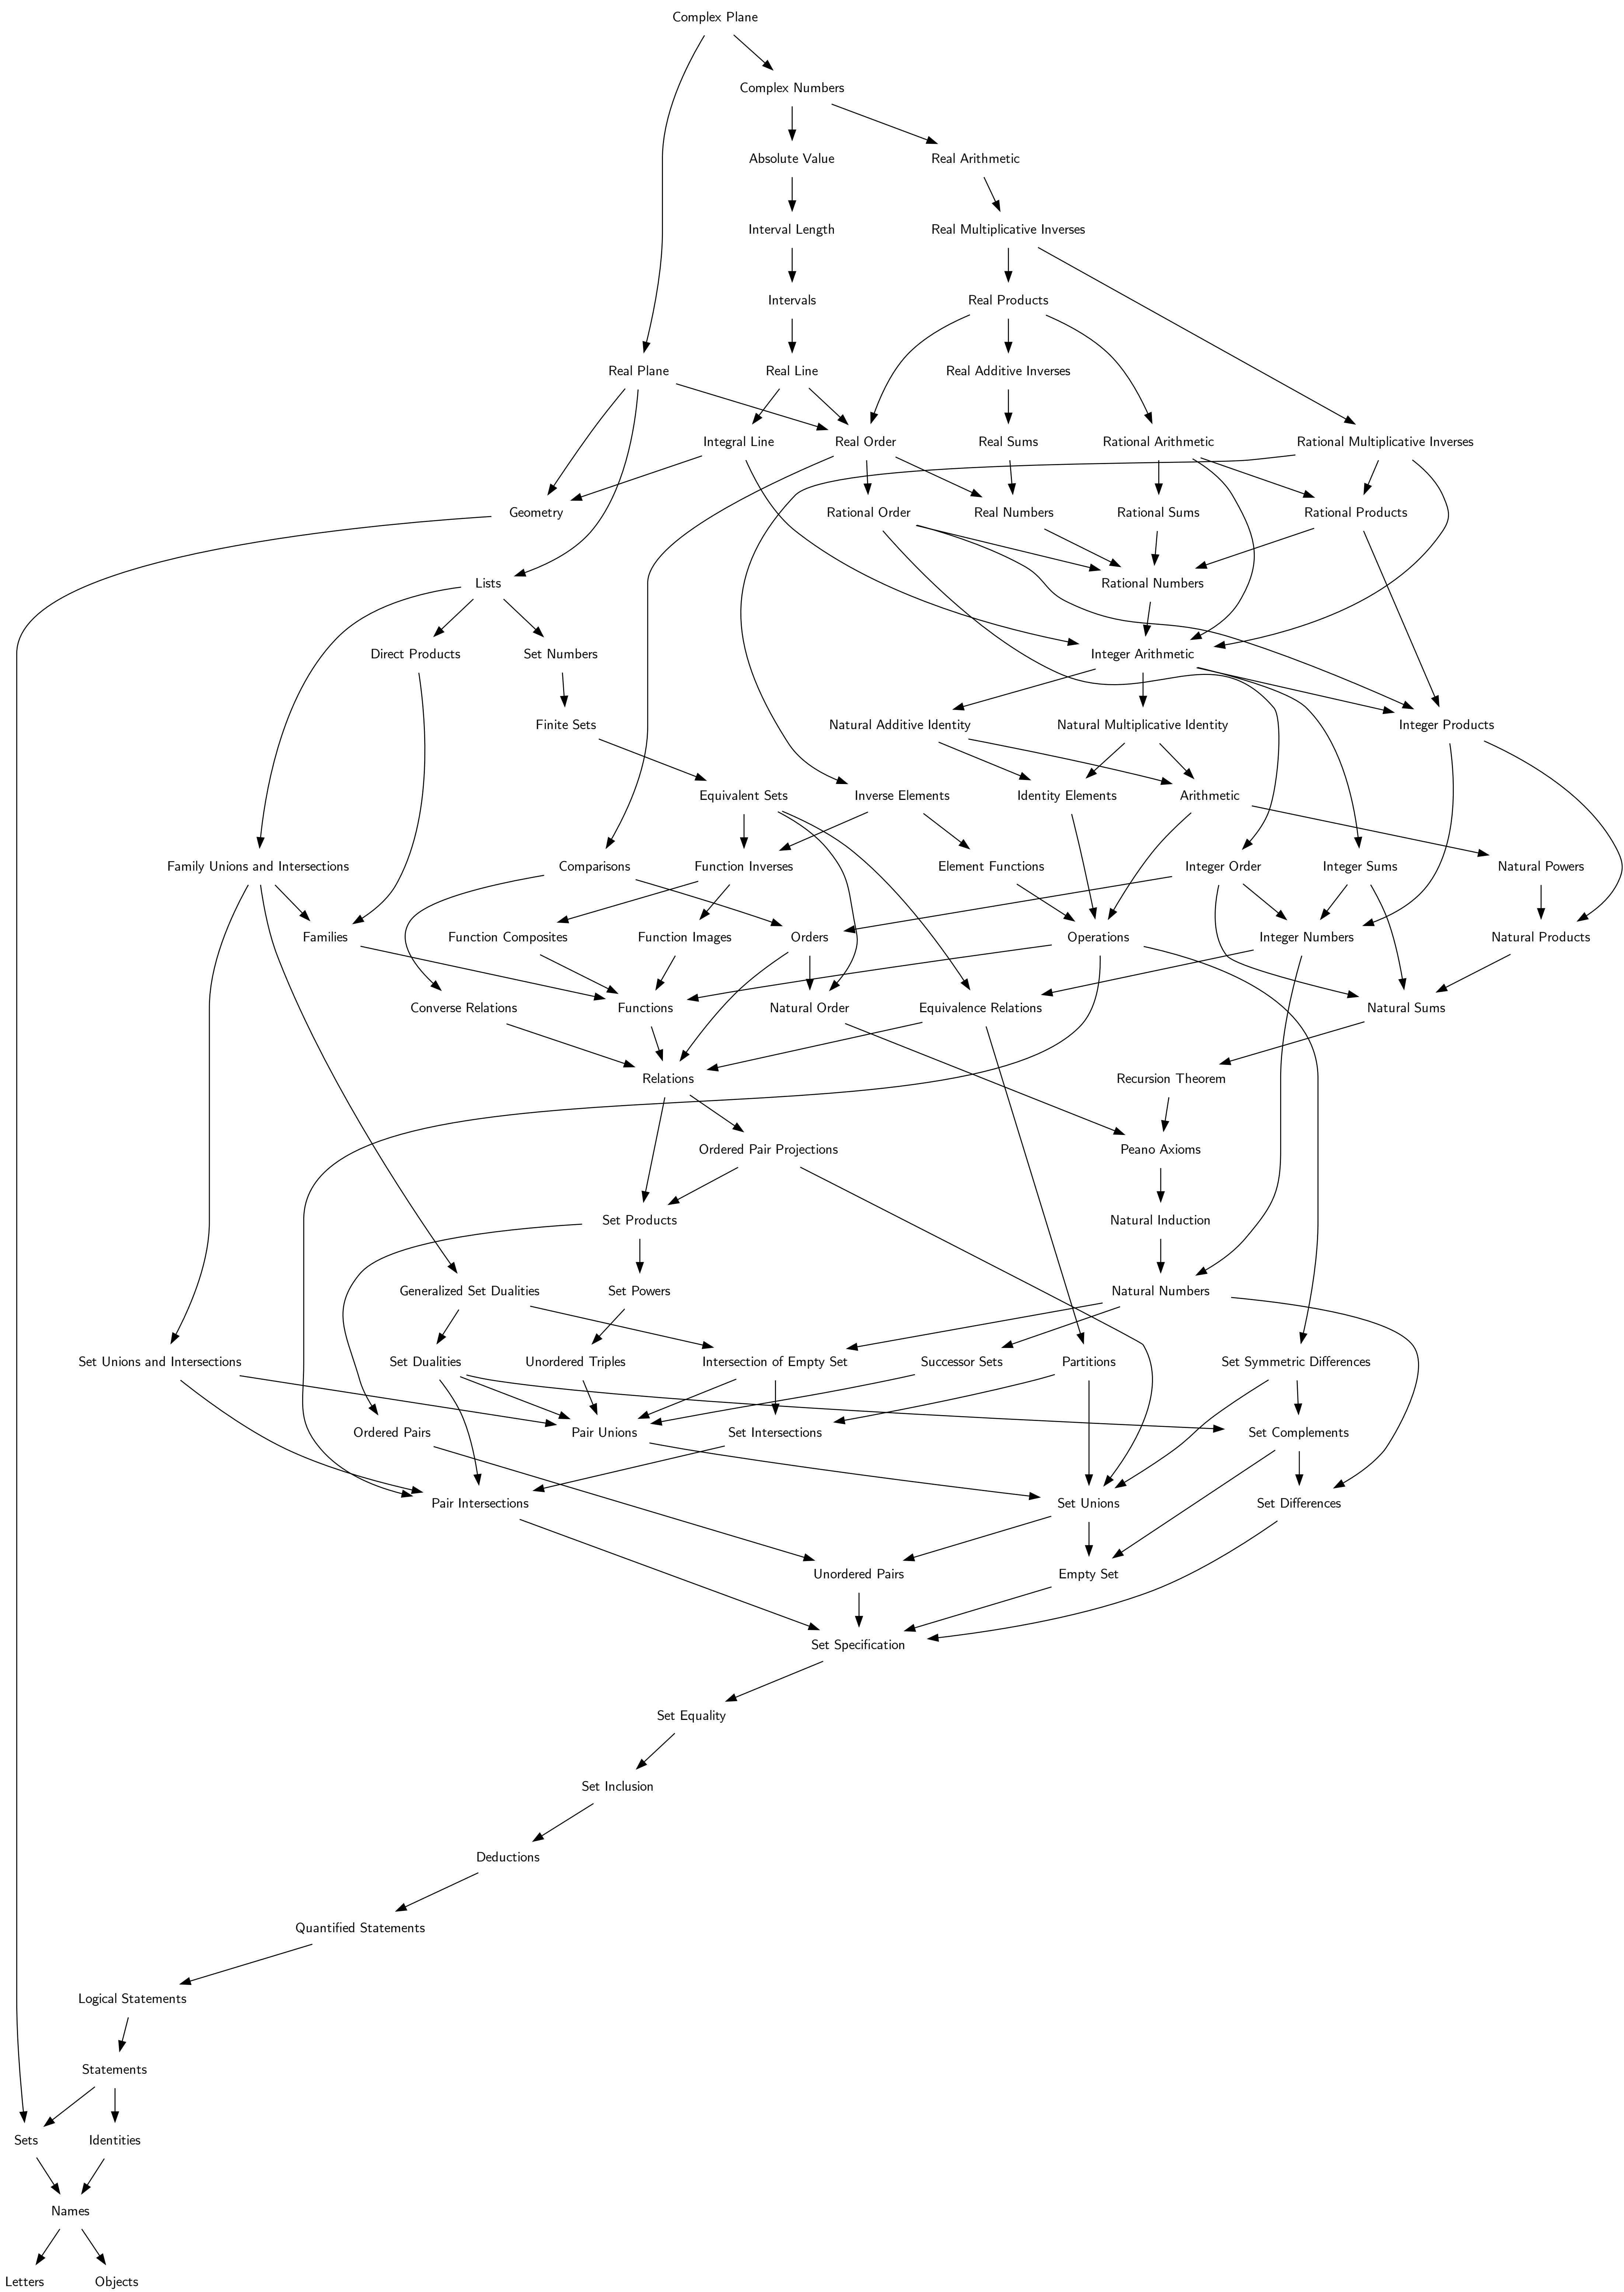 Complex Plane
Complex Numbers
Absolute Value
Real Arithmetic
Interval Length
Real Multiplicative Inverses
Intervals
Real Products
Real Plane
Real Line
Real Additive Inverses
Integral Line
Real Order
Real Sums
Rational Arithmetic
Rational Multiplicative Inverses
Geometry
Rational Order
Real Numbers
Rational Sums
Rational Products
Lists
Rational Numbers
Direct Products
Set Numbers
Integer Arithmetic
Finite Sets
Natural Additive Identity
Natural Multiplicative Identity
Integer Products
Equivalent Sets
Inverse Elements
Identity Elements
Arithmetic
Family Unions and Intersections
Comparisons
Function Inverses
Element Functions
Integer Order
Integer Sums
Natural Powers
Families
Function Composites
Function Images
Orders
Operations
Integer Numbers
Natural Products
Converse Relations
Functions
Natural Order
Equivalence Relations
Natural Sums
Relations
Recursion Theorem
Ordered Pair Projections
Peano Axioms
Set Products
Natural Induction
Generalized Set Dualities
Set Powers
Natural Numbers
Set Unions and Intersections
Set Dualities
Unordered Triples
Intersection of Empty Set
Successor Sets
Partitions
Set Symmetric Differences
Ordered Pairs
Pair Unions
Set Intersections
Set Complements
Pair Intersections
Set Unions
Set Differences
Unordered Pairs
Empty Set
Set Specification
Set Equality
Set Inclusion
Deductions
Quantified Statements
Logical Statements
Statements
Sets
Identities
Names
Letters
Objects